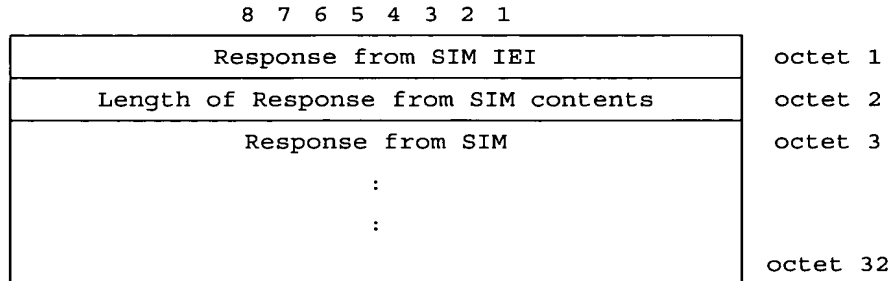 8 7 6 5 4 3 2 1
Response from SIM IEI octet 1
Length of Response from SIM contents octet 2
Response from SIM octet 3
:
:
octet 32